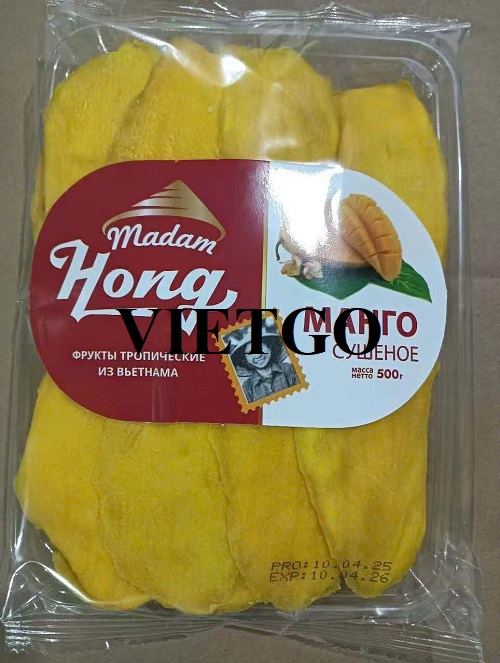 Madam
Hong
VIETGO
МАНГО
СУШЕНОЕ
масса
нетто 500г
ФРУКТЫ ТРОПИЧЕСКИЕ
ИЗ ВЬЕТНАМА
PRO:10.04.25
EXP:10.04.26